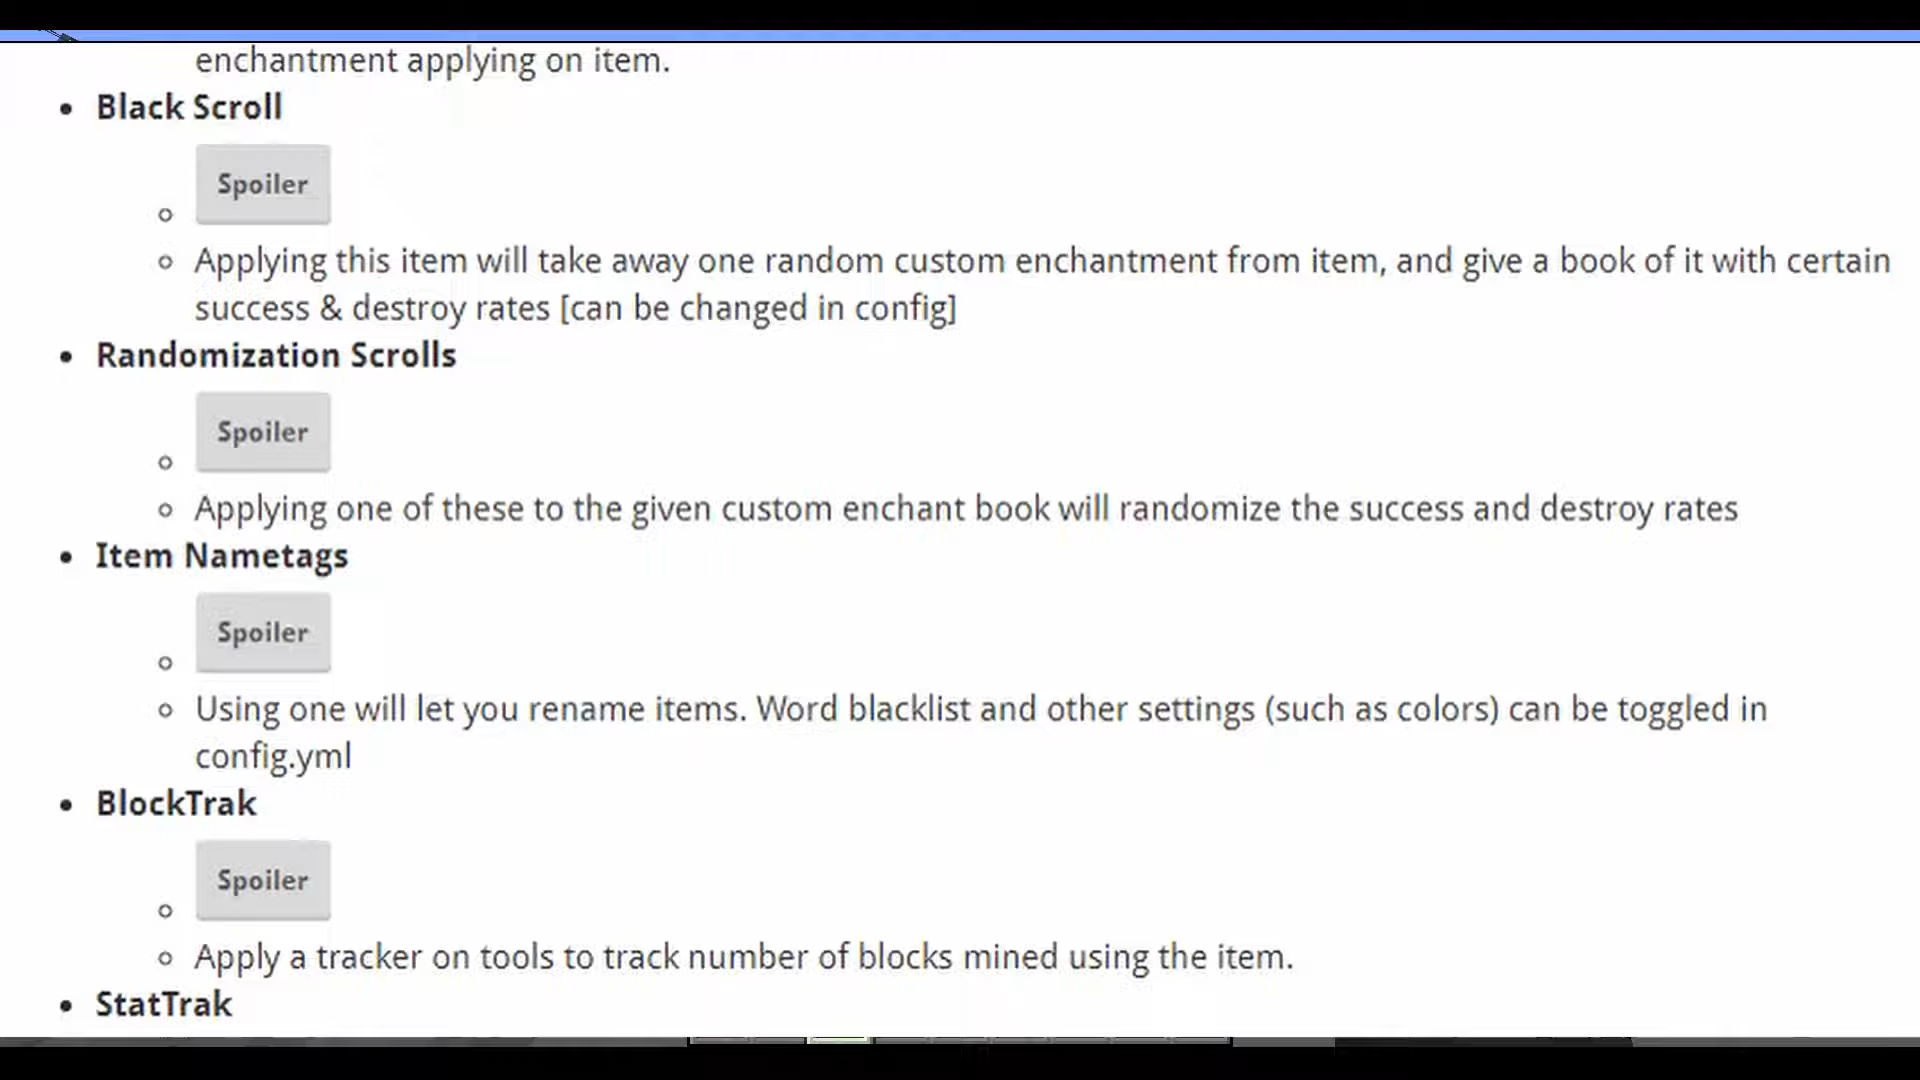 enchantment applying on item.
Black Scroll
Spoiler
Applying this item will take away one random custom enchantment from item, and give a book of it with certain
success & destroy rates [can be changed in config]
Randomization Scrolls
Spoiler
Applying one of these to the given custom enchant book will randomize the success and destroy rates
Item Nametags
Spoiler
Using one will let you rename items. Word blacklist and other settings (such as colors) can be toggled in
config.yml
BlockTrak
Spoiler
Apply a tracker on tools to track number of blocks mined using the item.
StatTrak